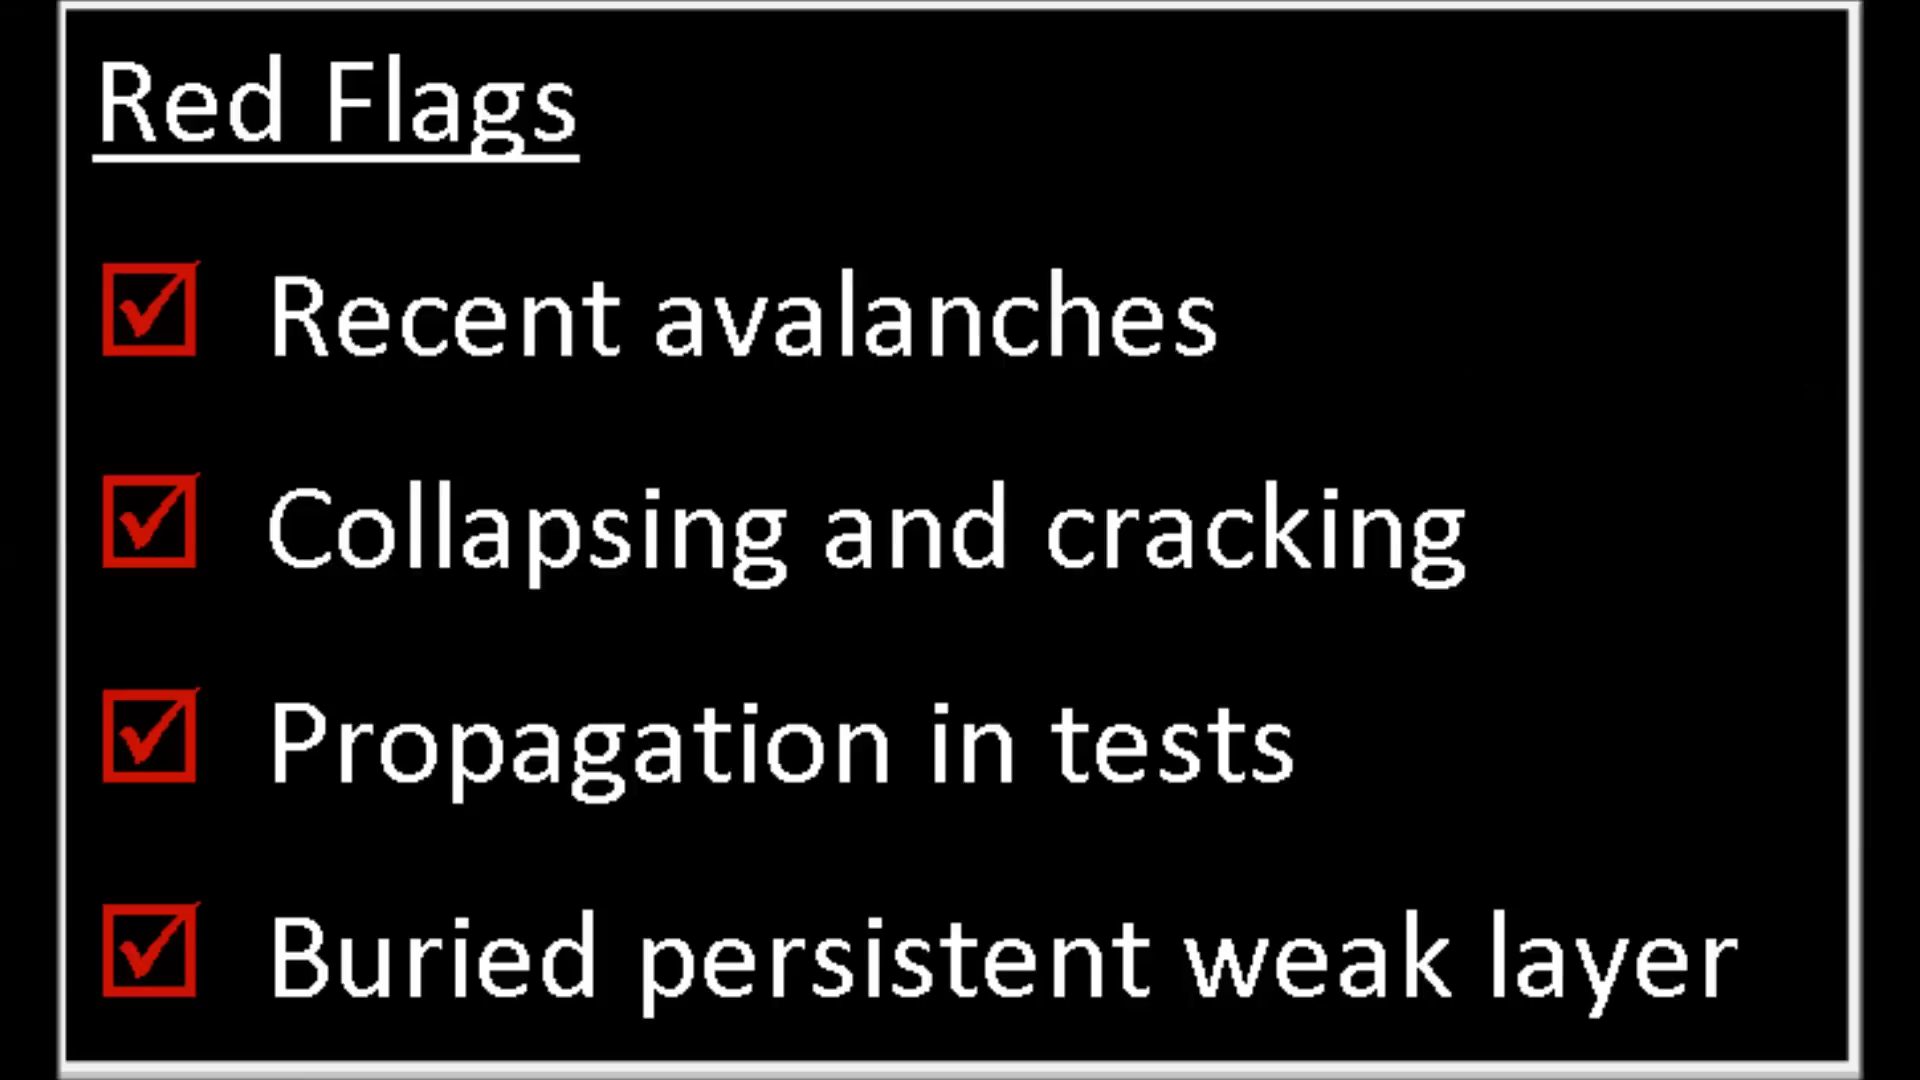 Red Flags
Recent avalanches
Collapsing and cracking
Propagation in tests
Buried persistent weak layer